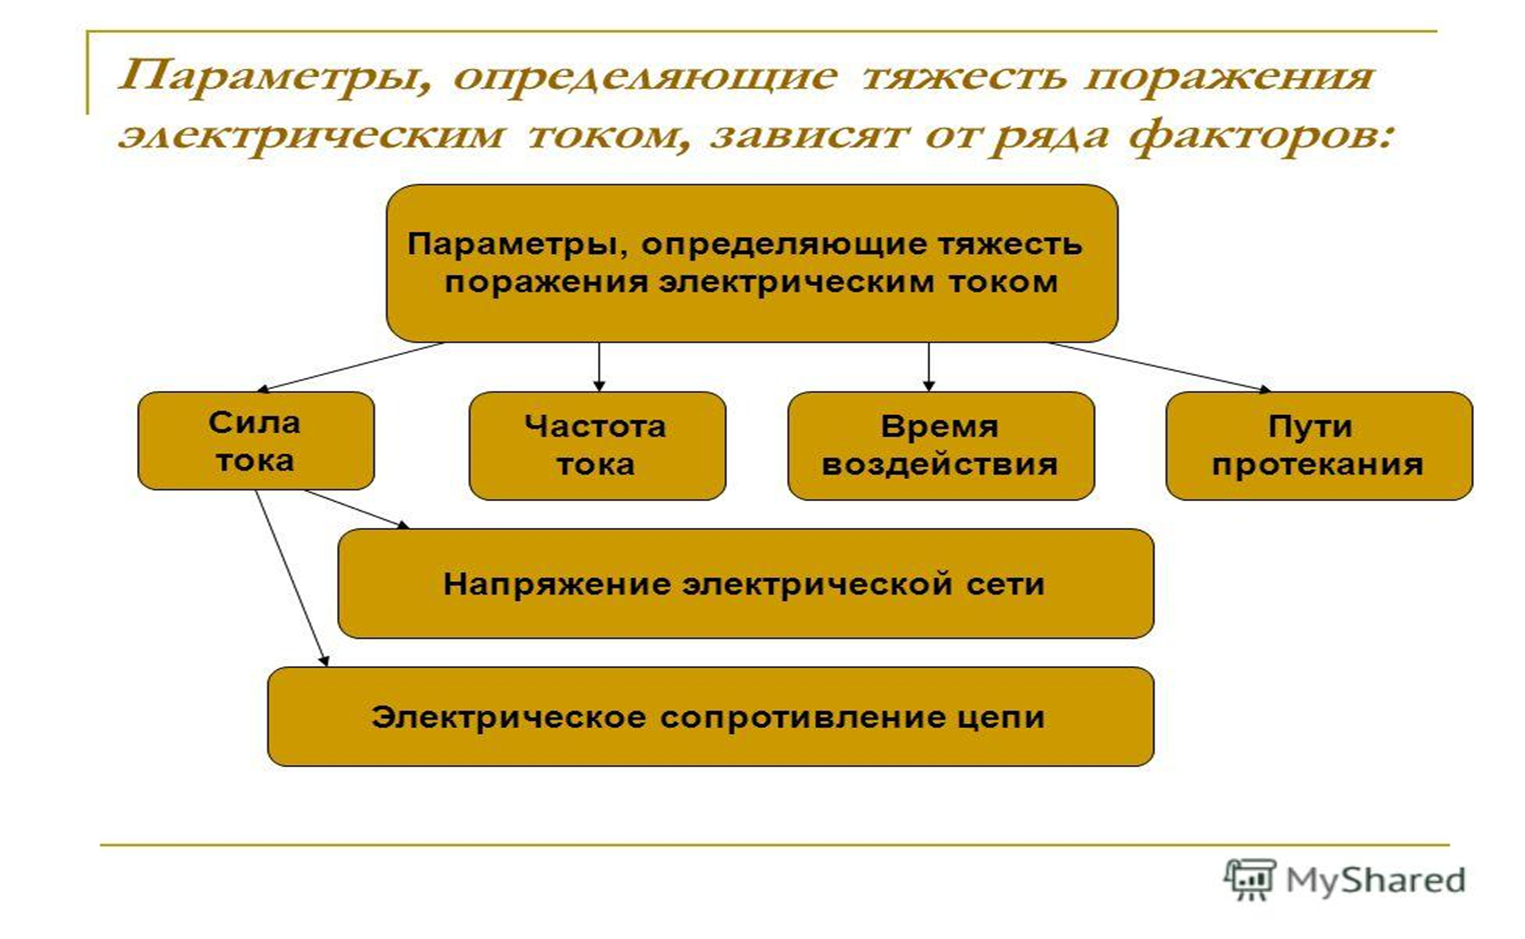 Параметры, определяющие тяжесть поражения
электрическим током, зависят от ряда факторов:
Параметры, определяющие тяжесть
поражения электрическим током
Сила
тока
Частота
тока
Время
воздействия
Пути
протекания
Напряжение электрической сети
Электрическое сопротивление цепи
MyShared